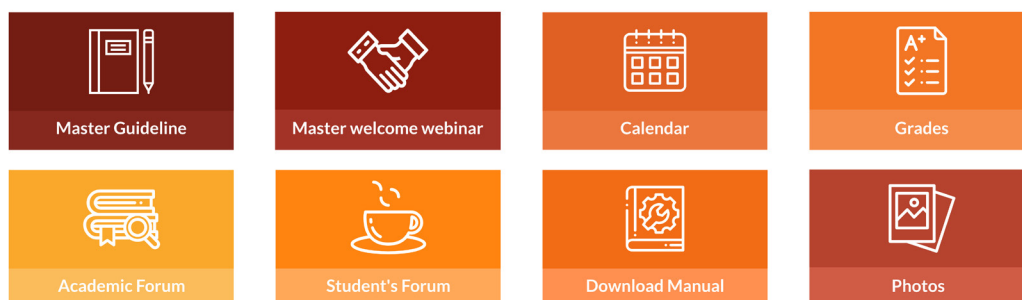 Master Guideline
Master welcome webinar
Calendar
A+
Grades
Academic Forum
Student's Forum
Download Manual
Photos